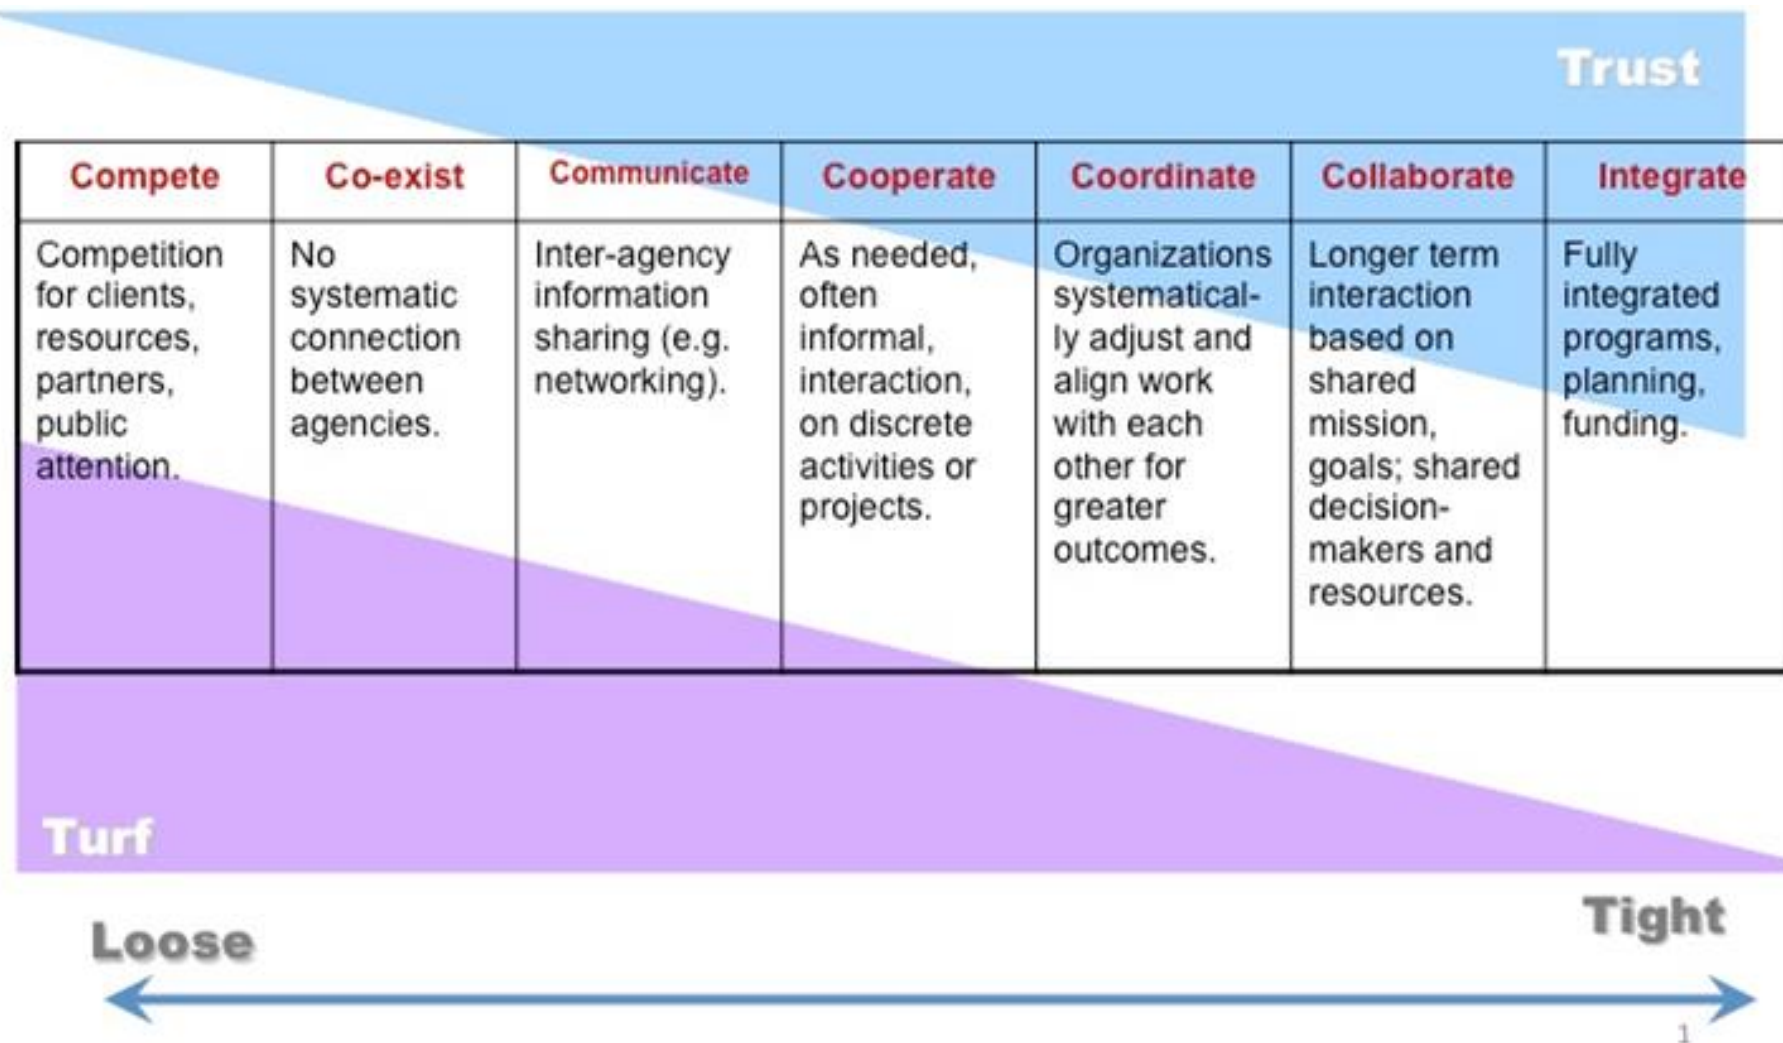 Trust
Compete
Co-exist
Communicate
Cooperate
Coordinate
Collaborate
Integrate
Competition
for clients,
resources,
partners,
public
attention.
No
systematic
connection
between
agencies.
Inter-agency
information
sharing (e.g.
networking).
As needed,
often
informal,
interaction,
on discrete
activities or
projects.
Organizations
systematical-
ly adjust and
align work
with each
other for
greater
outcomes.
Longer term
interaction
based on
shared
mission,
goals; shared
decision-
makers and
resources.
Fully
integrated
programs,
planning,
funding.
Turf
Loose
Tight
1